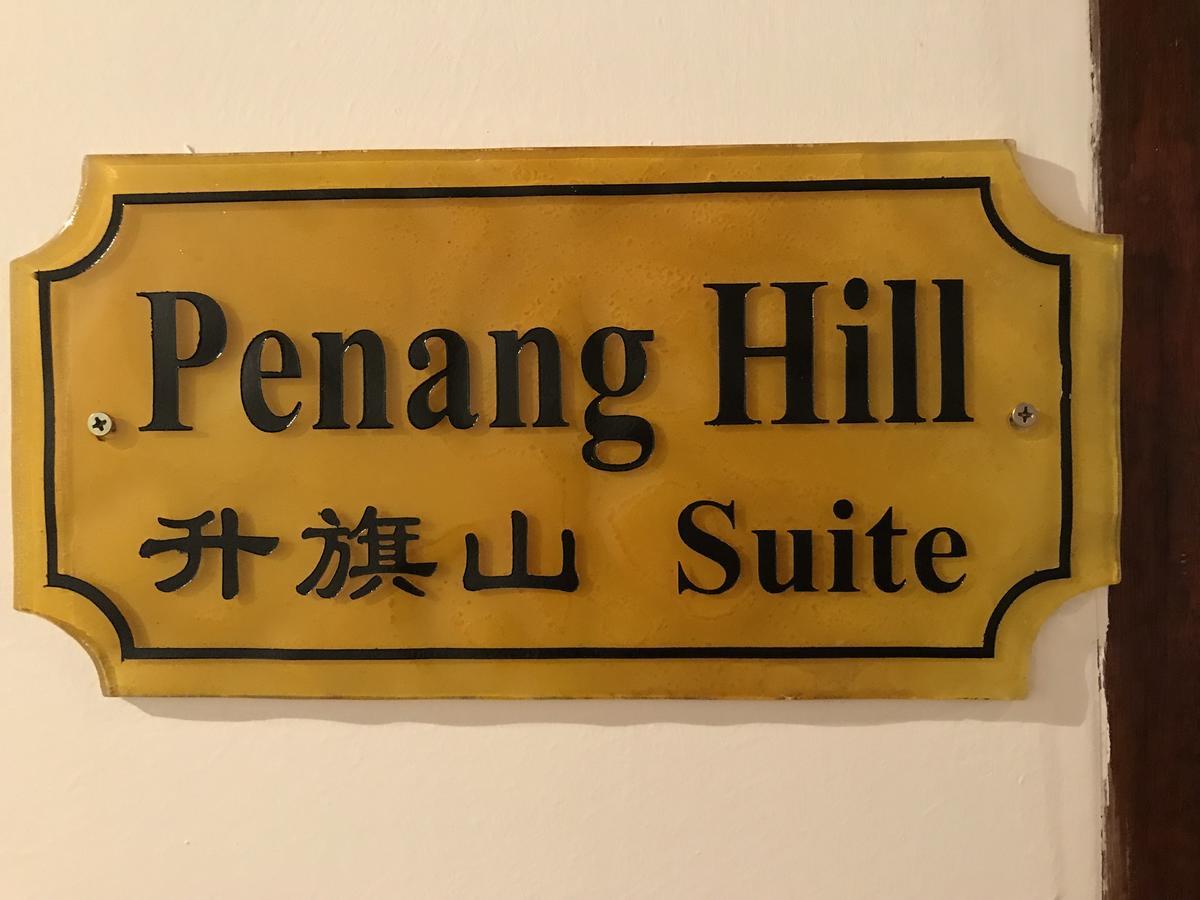 Penang Hill
升旗山 Suite